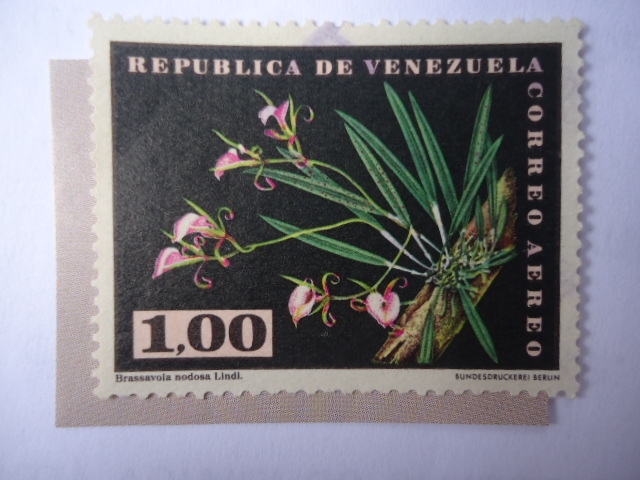 REPUBLICA DE VENEZUELA
CORREO AEREO
1,00
Brassavola nodosa Lindl.
BUNDESDRUCKEREI BERLIN